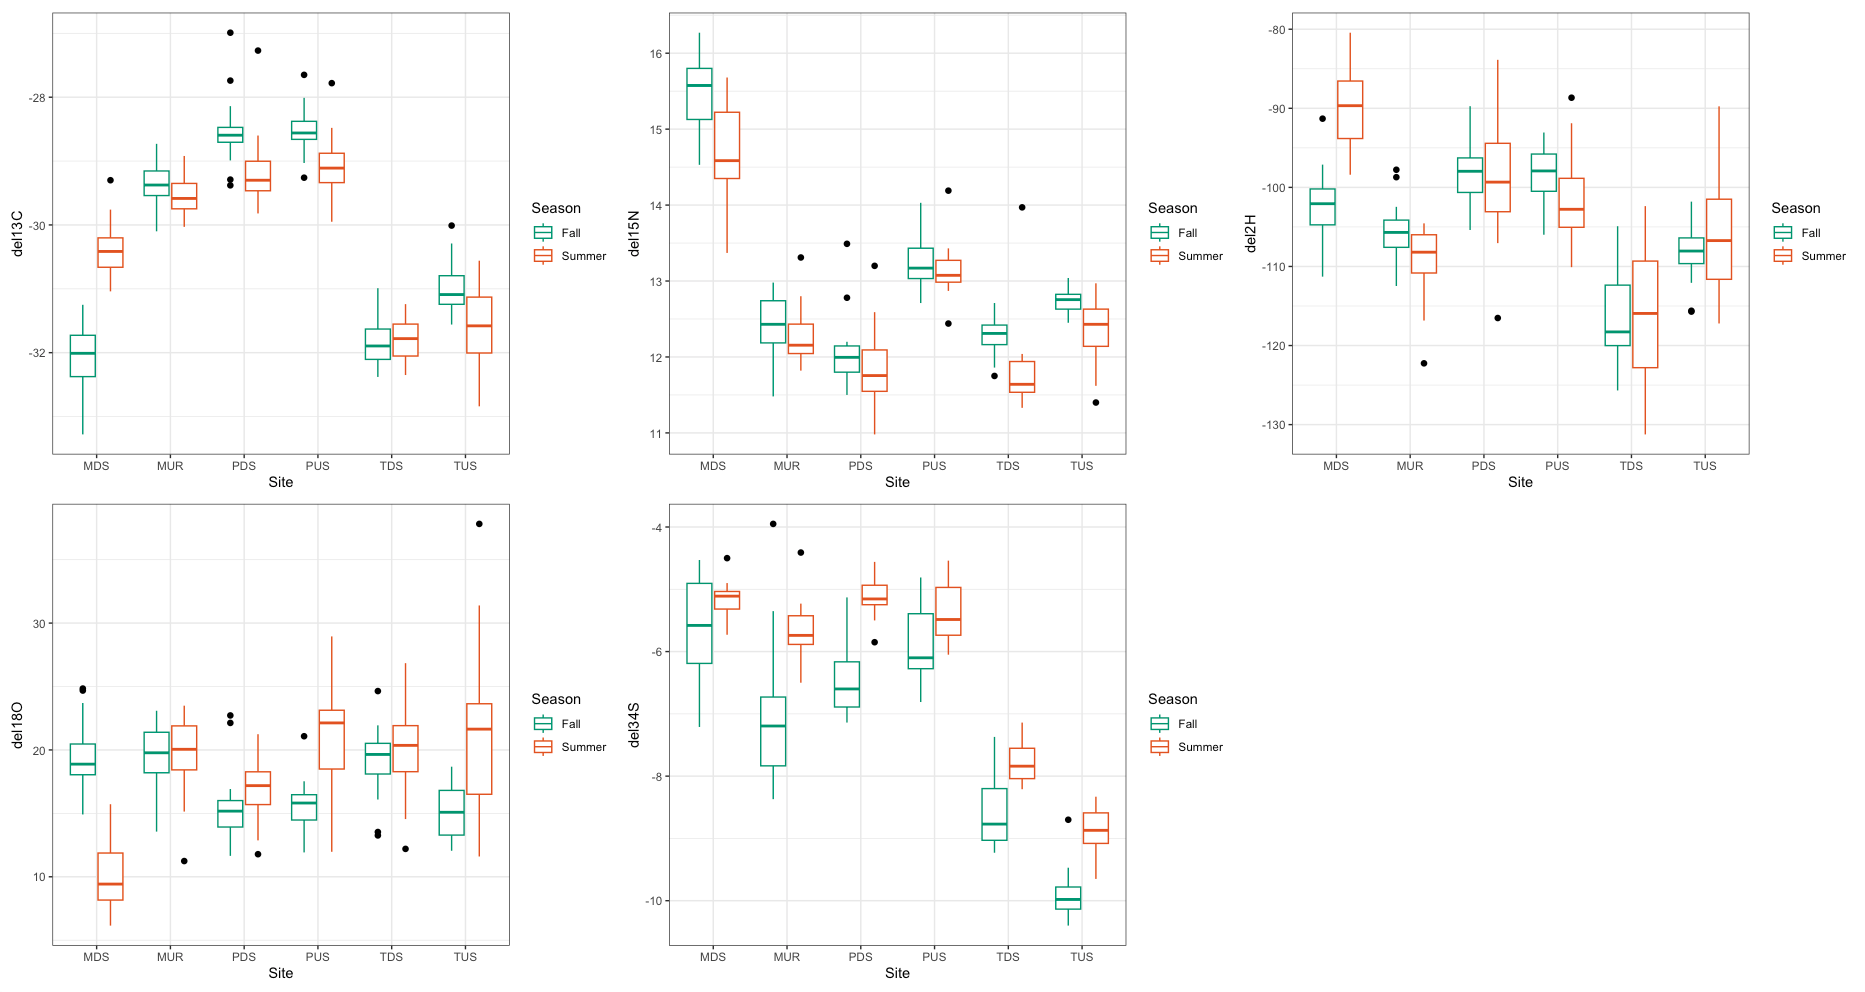 del13C
-28
-30
-32
MDS MUR PDS PUS TDS TUS
Site
Season
Fall
Summer
del15N
16
15
14
13
12
11
MDS MUR PDS PUS TDS TUS
Site
Season
Fall
Summer
del2H
-80
-90
-100
-110
-120
-130
MDS MUR PDS PUS TDS TUS
Site
Season
Fall
Summer
del18O
30
20
10
MDS MUR PDS PUS TDS TUS
Site
Season
Fall
Summer
del34S
-4
-6
-8
-10
MDS MUR PDS PUS TDS TUS
Site
Season
Fall
Summer